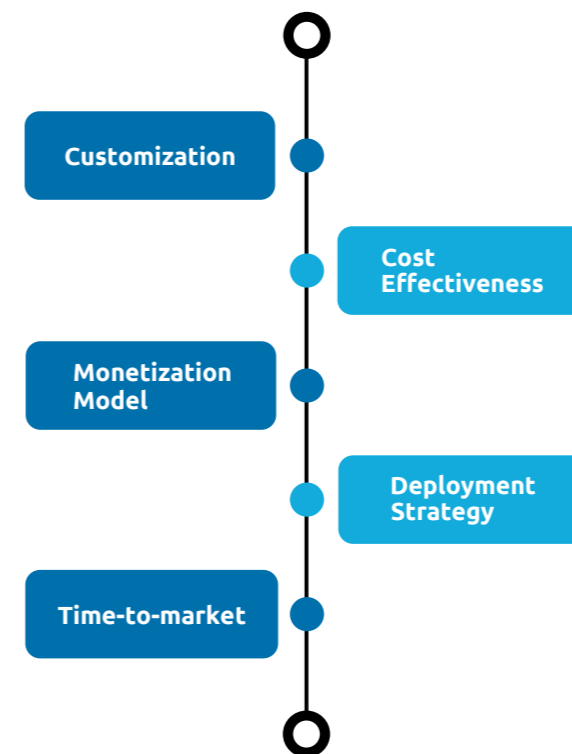 Customization
Cost
Effectiveness
Monetization
Model
Deployment
Strategy
Time-to-market